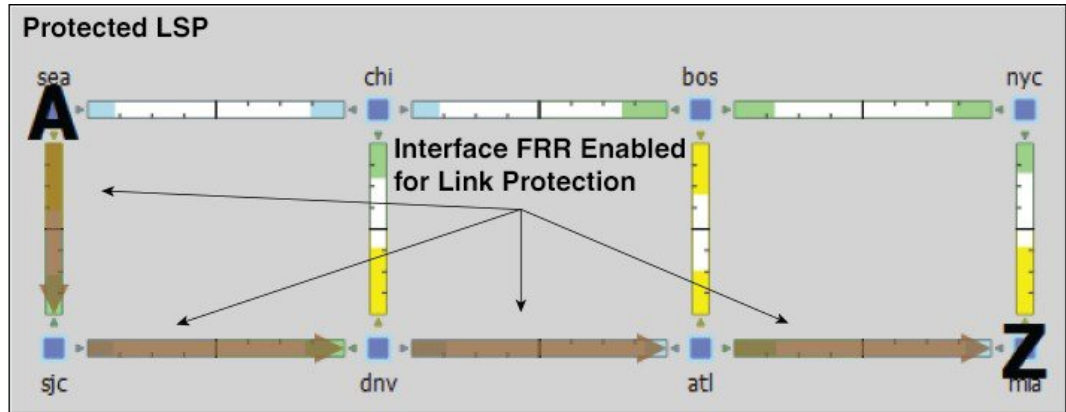 Protected LSP
sea
chi
bos
nyc
A
Interface FRR Enabled
for Link Protection
Z
sjc
dnv
atl
mia